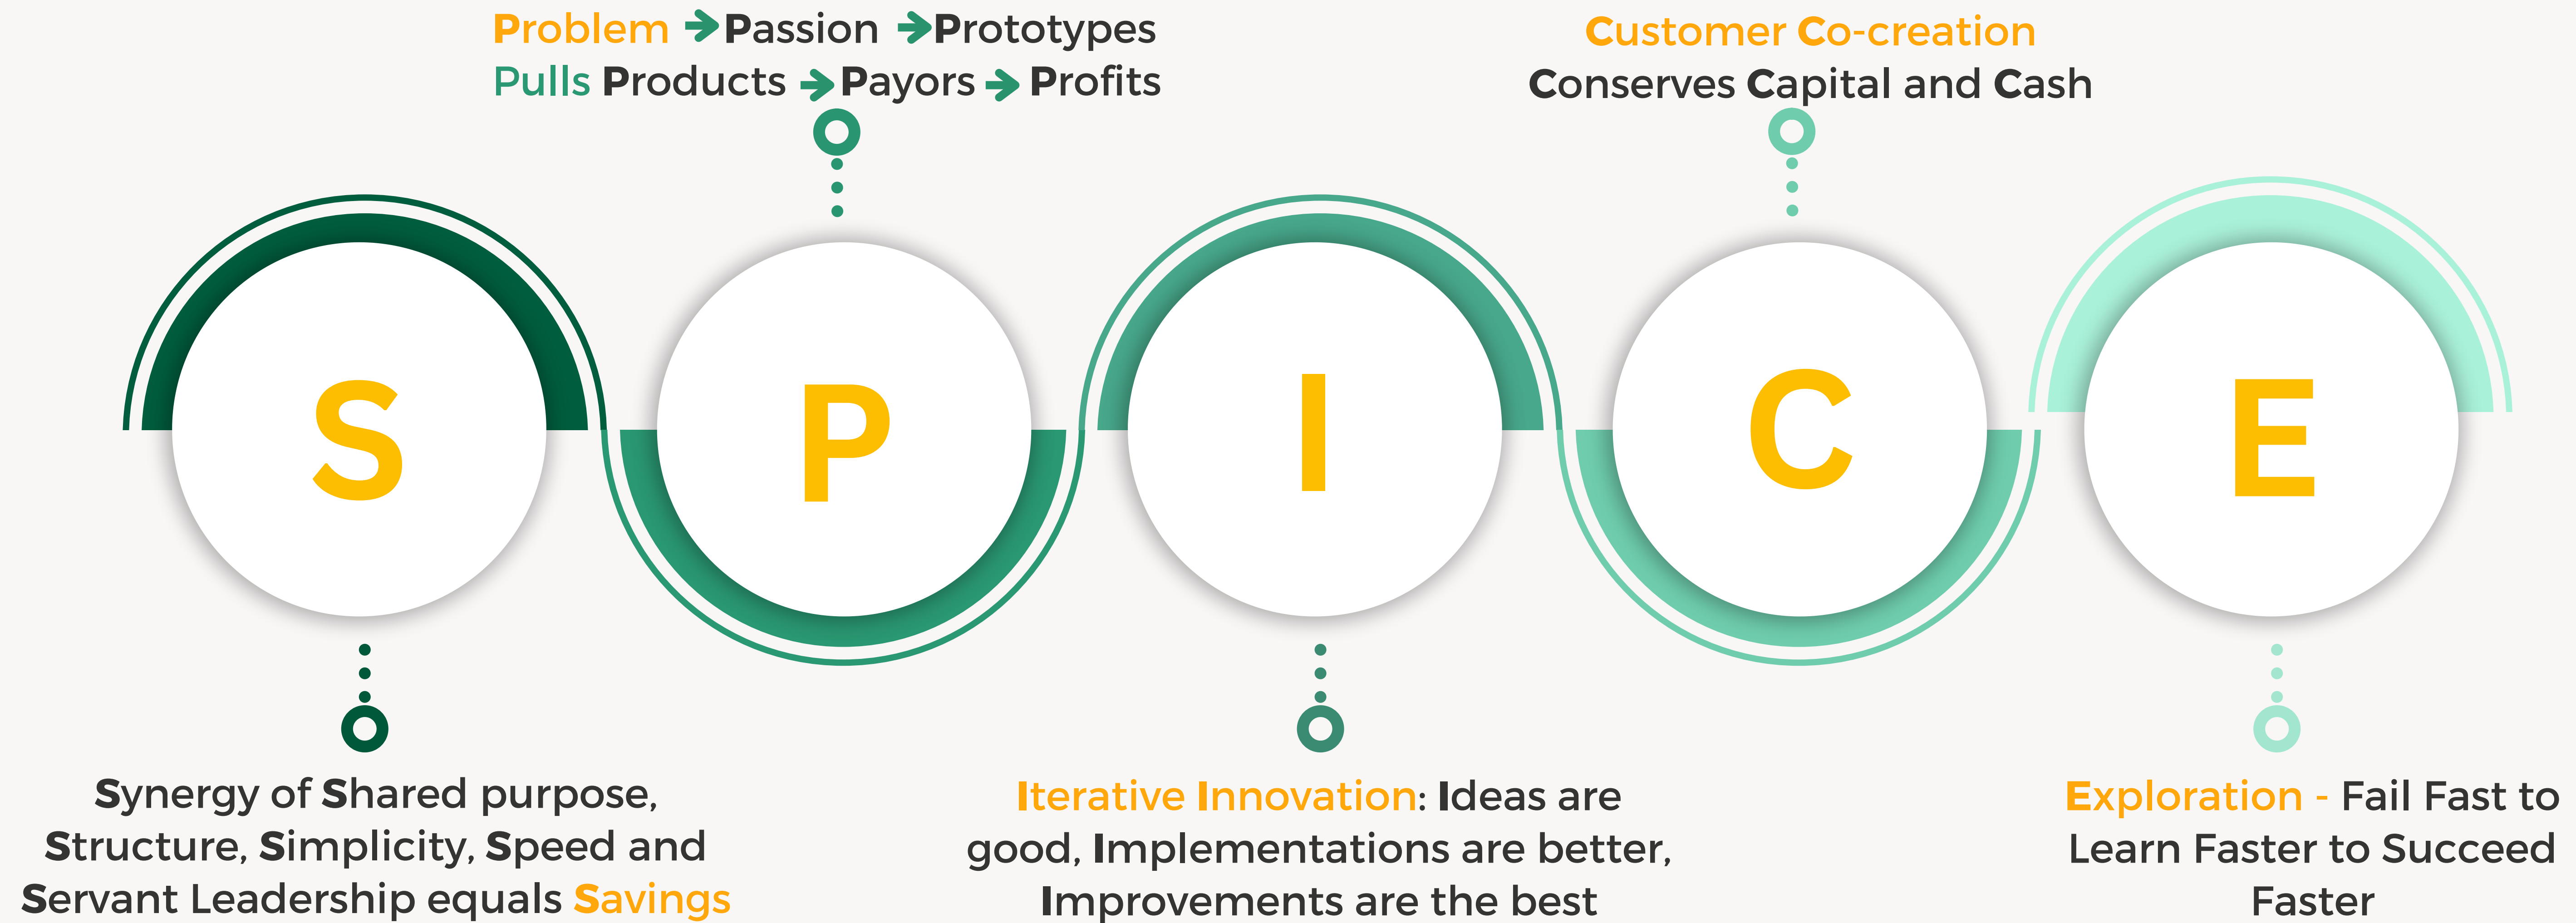 Problem ➔ Passion ➔ Prototypes
Pulls Products ➔ Payors ➔ Profits
Customer Co-creation
Conserves Capital and Cash
S
P
I
C
E
Synergy of Shared purpose,
Structure, Simplicity, Speed and
Servant Leadership equals Savings
Iterative Innovation: Ideas are
good, Implementations are better,
Improvements are the best
Exploration - Fail Fast to
Learn Faster to Succeed
Faster